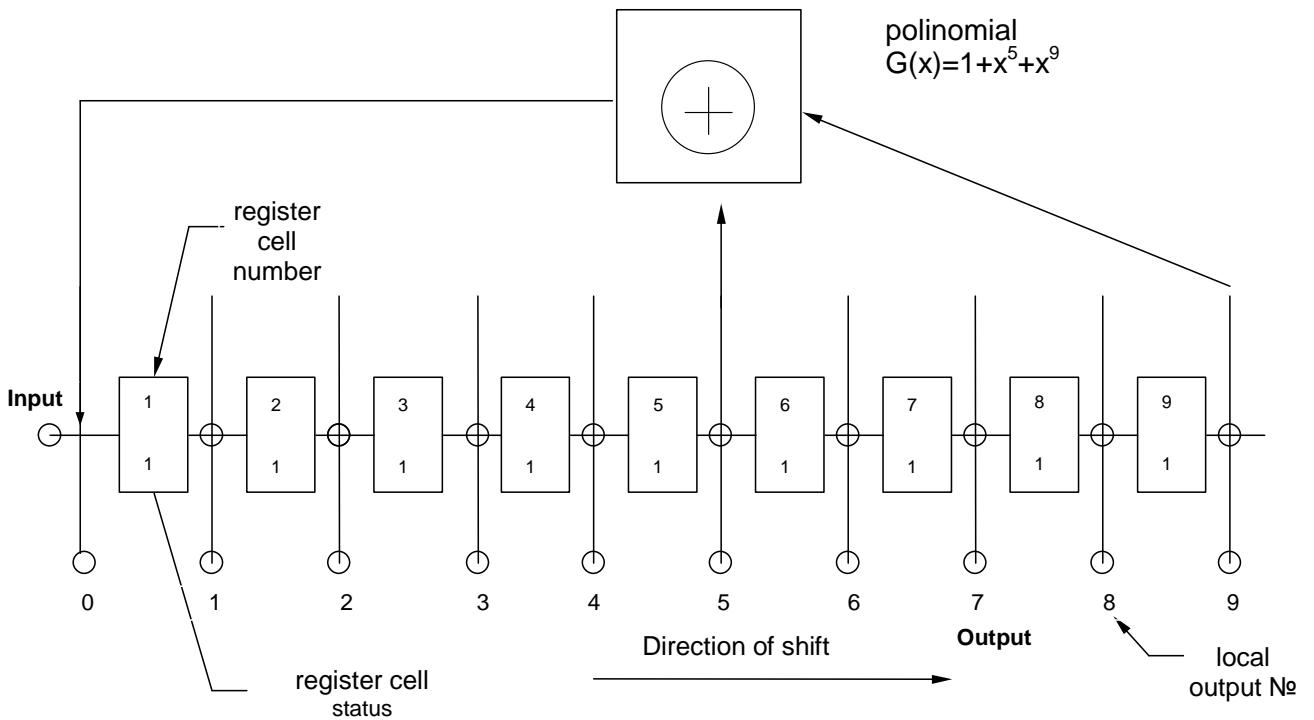 polinomial
G(x)=1+x⁵+x⁹
register
cell
number
Input
1 2 3 4 5 6 7 8 9
1 1 1 1 1 1 1 1 1
0 1 2 3 4 5 6 7 8 9
Output
Direction of shift
local
output №
register cell
status